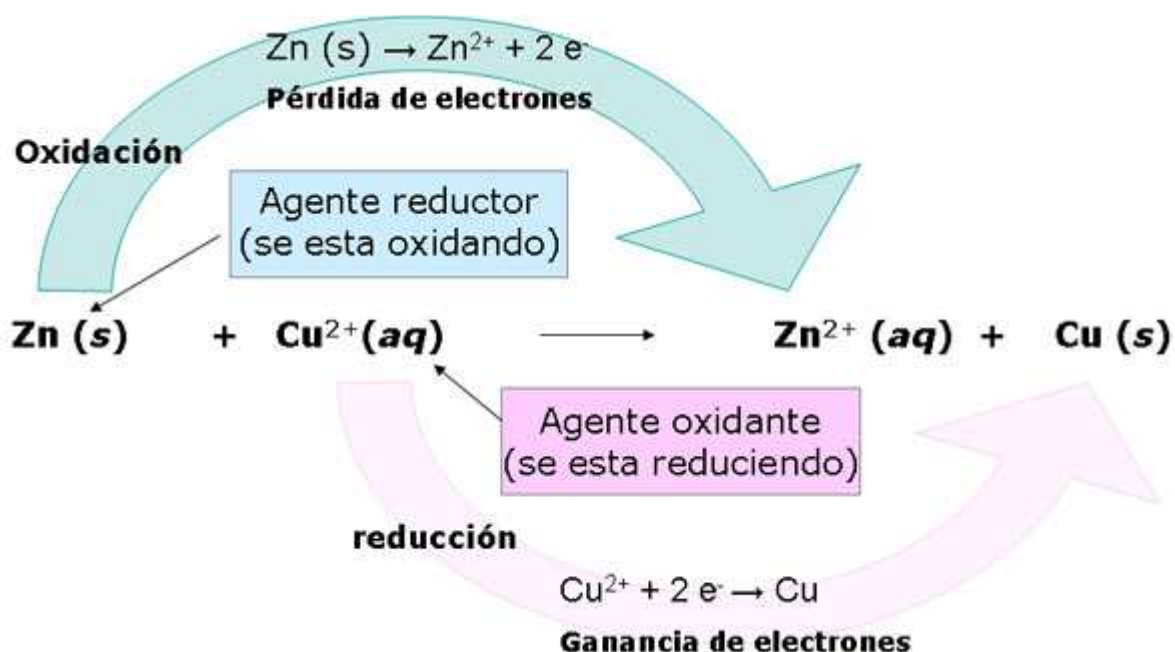 Zn (s) → Zn²⁺ + 2 e⁻
Pérdida de electrones
Oxidación
Agente reductor
(se esta oxidando)
Zn (s) + Cu²⁺(aq) → Zn²⁺ (aq) + Cu (s)
Agente oxidante
(se esta reduciendo)
reducción
Cu²⁺ + 2 e⁻ → Cu
Ganancia de electrones